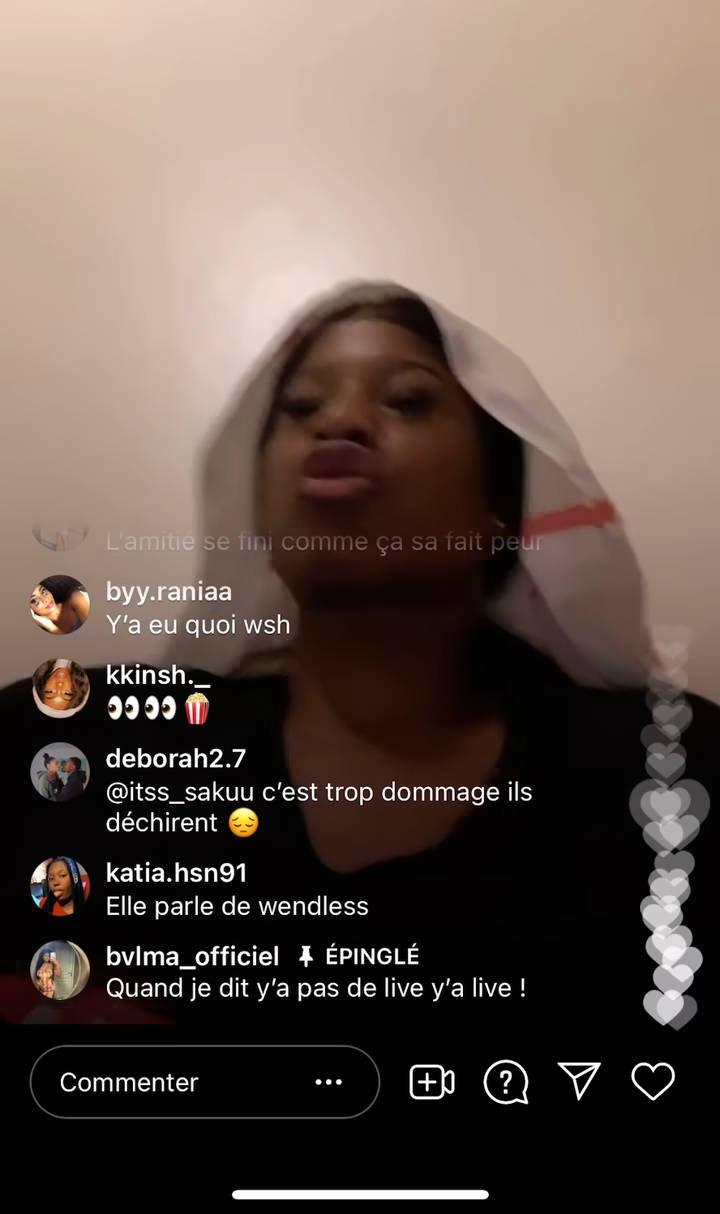 L'amitié se fini comme ça sa fait peur
byy.raniaa
Y'a eu quoi wsh
kkinsh._
👀👀🍿
deborah2.7
@itss_sakuu c'est trop dommage ils
déchirent 😔
katia.hsn91
Elle parle de wendless
bvlma_officiel 📌 ÉPINGLÉ
Quand je dit y'a pas de live y'a live !
Commenter